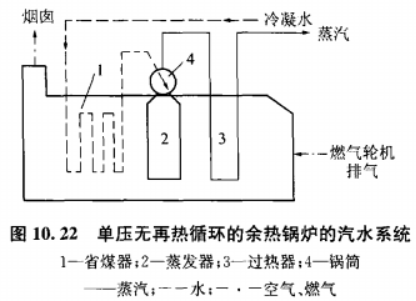 烟囱
冷凝水
蒸汽
1
4
2
3
燃气轮机
排气
图 10.22 单压无再热循环的余热锅炉的汽水系统
1—省煤器;2—蒸发器;3—过热器;4—锅筒
——蒸汽;-－水;－·－空气、燃气